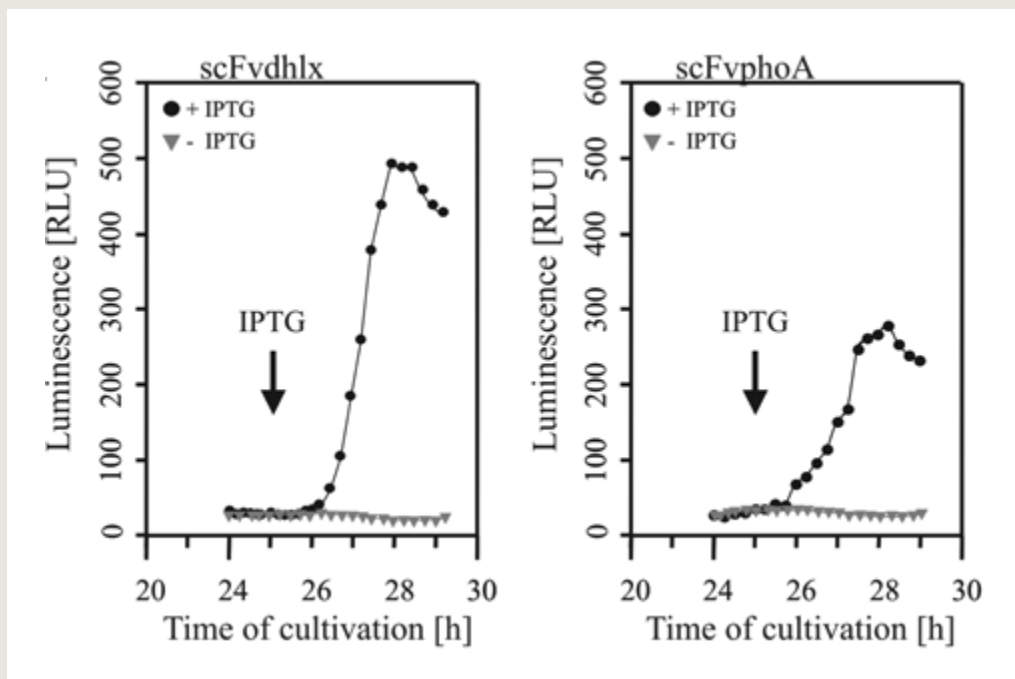 scFvdhlx
600
500
400
300
200
100
0
Luminescence [RLU]
+ IPTG
- IPTG
IPTG
20 22 24 26 28 30
Time of cultivation [h]
scFvphoA
600
500
400
300
200
100
0
Luminescence [RLU]
+ IPTG
- IPTG
IPTG
20 22 24 26 28 30
Time of cultivation [h]